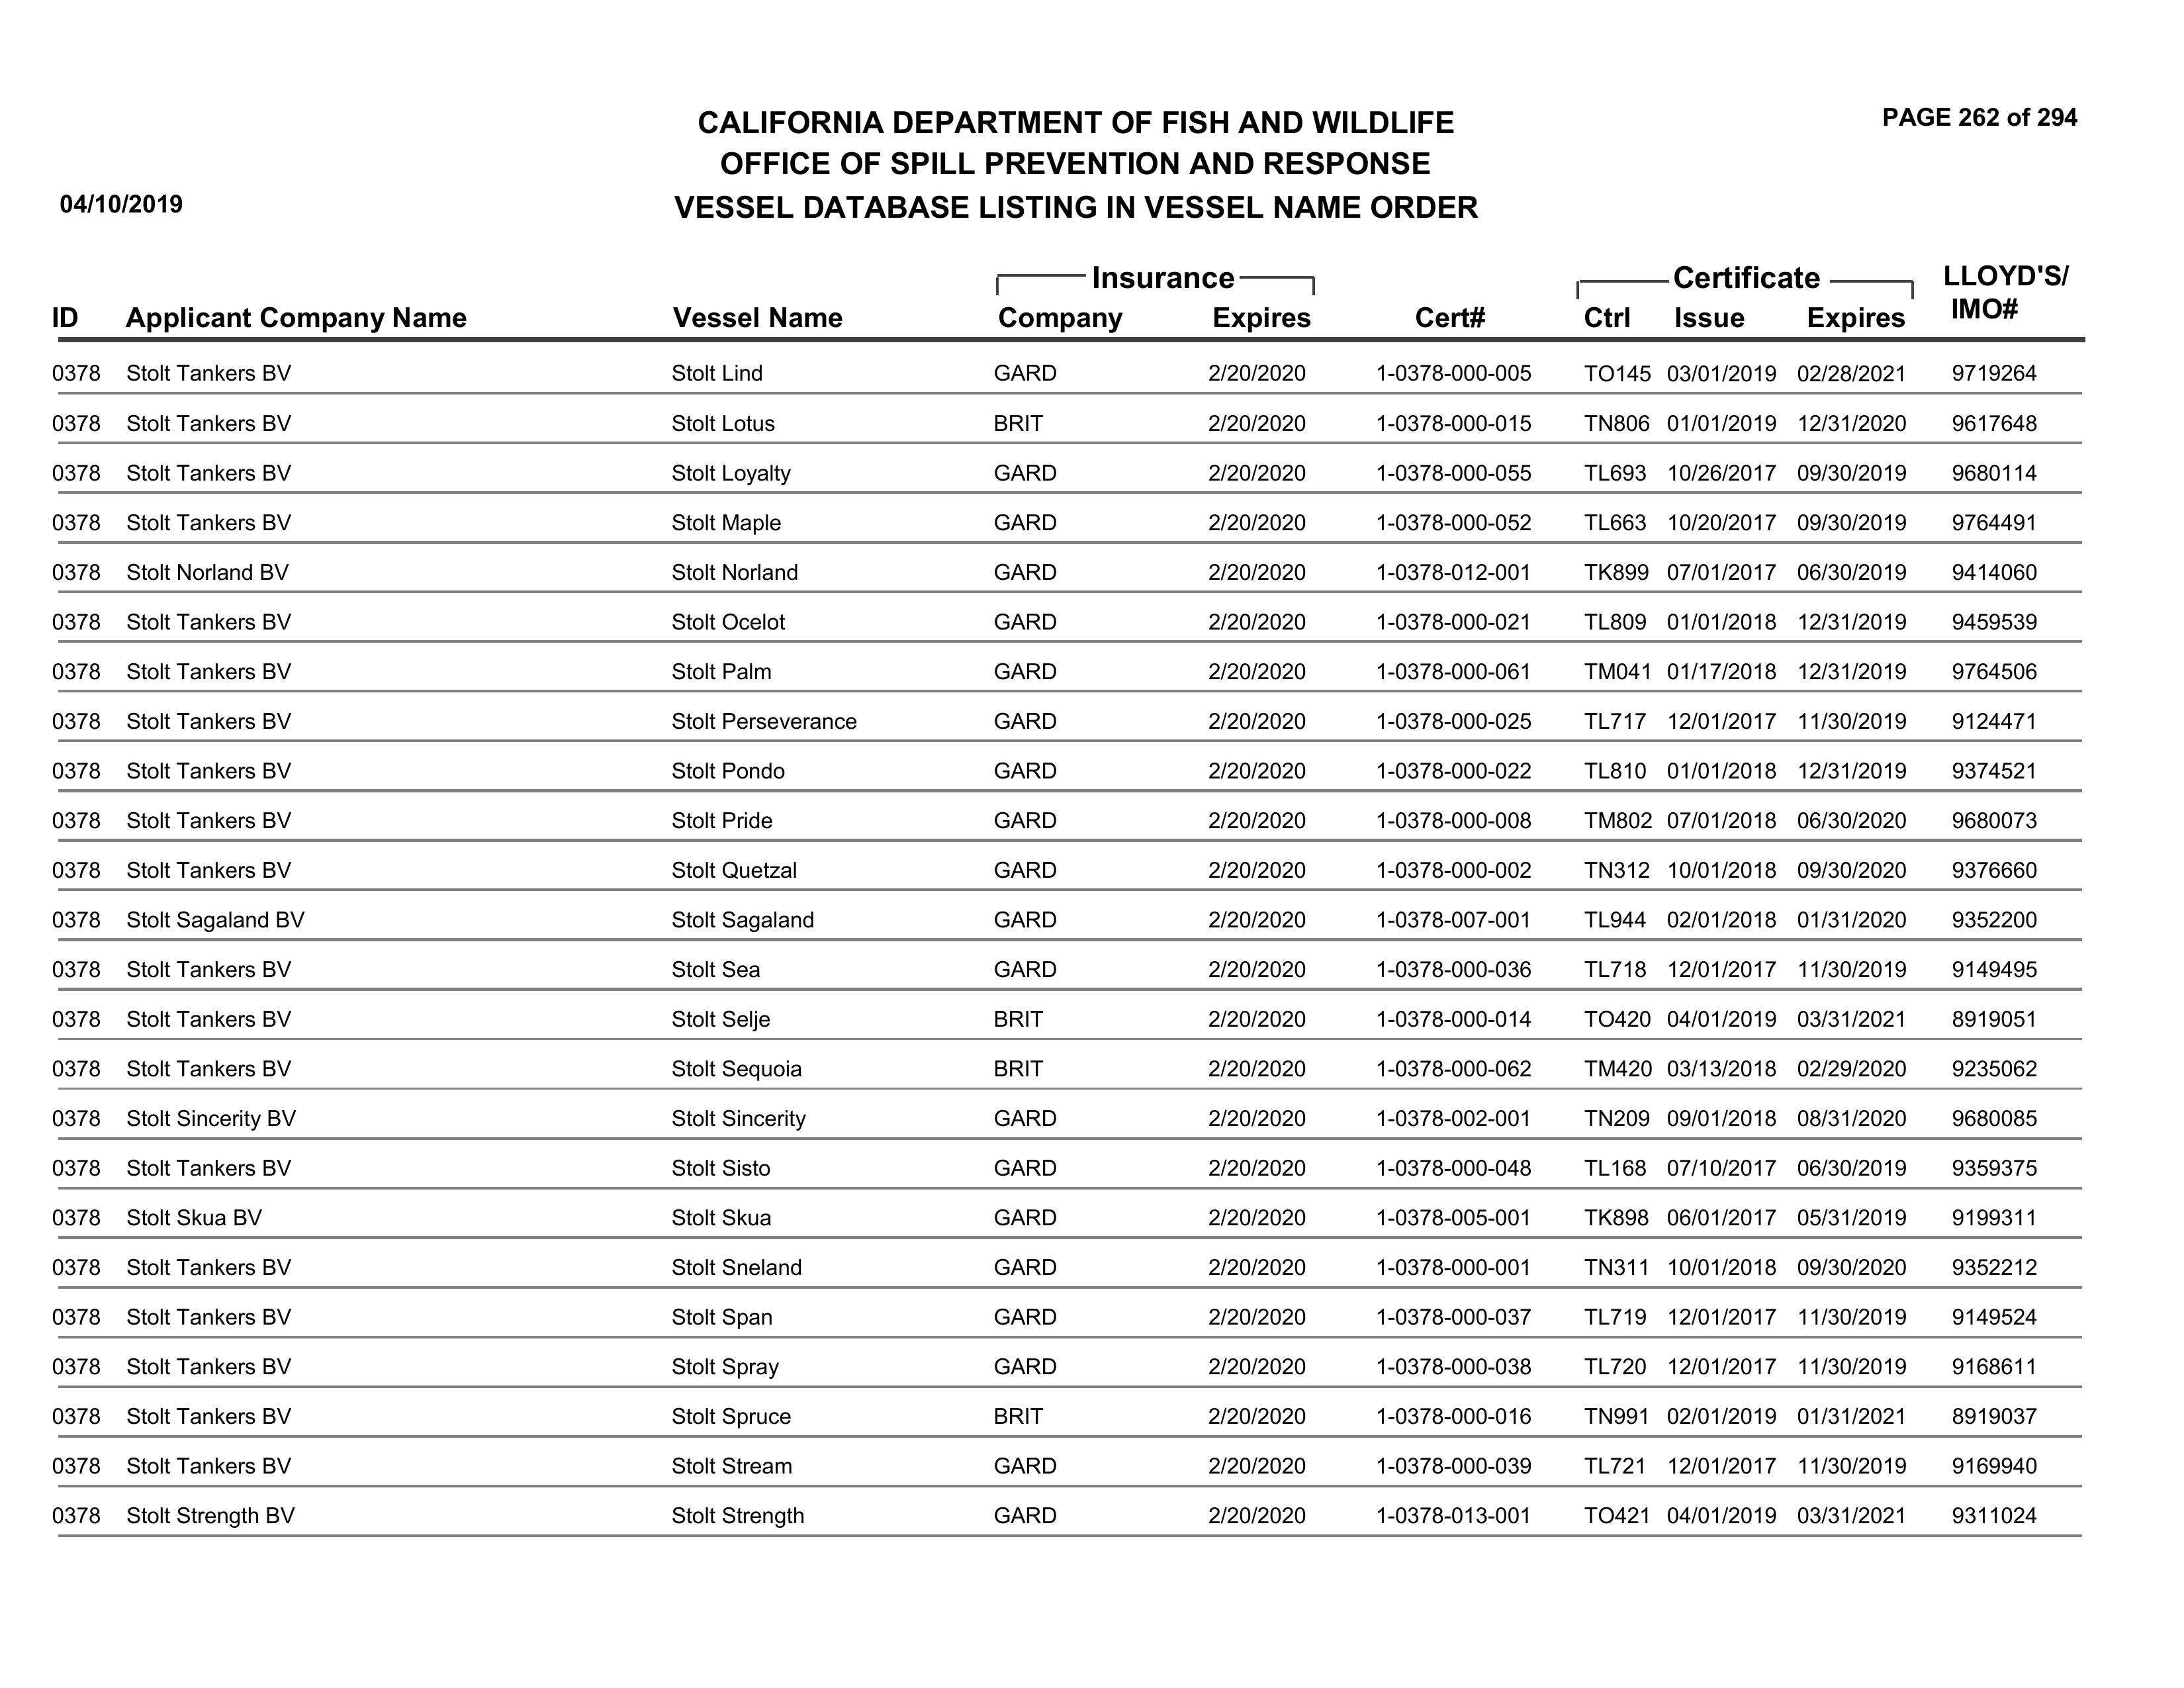 CALIFORNIA DEPARTMENT OF FISH AND WILDLIFE
PAGE 262 of 294
OFFICE OF SPILL PREVENTION AND RESPONSE
04/10/2019
VESSEL DATABASE LISTING IN VESSEL NAME ORDER
Insurance Certificate LLOYD'S/
ID Applicant Company Name Vessel Name Company Expires Cert# Ctrl Issue Expires IMO#
0378 Stolt Tankers BV Stolt Lind GARD 2/20/2020 1-0378-000-005 TO145 03/01/2019 02/28/2021 9719264
0378 Stolt Tankers BV Stolt Lotus BRIT 2/20/2020 1-0378-000-015 TN806 01/01/2019 12/31/2020 9617648
0378 Stolt Tankers BV Stolt Loyalty GARD 2/20/2020 1-0378-000-055 TL693 10/26/2017 09/30/2019 9680114
0378 Stolt Tankers BV Stolt Maple GARD 2/20/2020 1-0378-000-052 TL663 10/20/2017 09/30/2019 9764491
0378 Stolt Norland BV Stolt Norland GARD 2/20/2020 1-0378-012-001 TK899 07/01/2017 06/30/2019 9414060
0378 Stolt Tankers BV Stolt Ocelot GARD 2/20/2020 1-0378-000-021 TL809 01/01/2018 12/31/2019 9459539
0378 Stolt Tankers BV Stolt Palm GARD 2/20/2020 1-0378-000-061 TM041 01/17/2018 12/31/2019 9764506
0378 Stolt Tankers BV Stolt Perseverance GARD 2/20/2020 1-0378-000-025 TL717 12/01/2017 11/30/2019 9124471
0378 Stolt Tankers BV Stolt Pondo GARD 2/20/2020 1-0378-000-022 TL810 01/01/2018 12/31/2019 9374521
0378 Stolt Tankers BV Stolt Pride GARD 2/20/2020 1-0378-000-008 TM802 07/01/2018 06/30/2020 9680073
0378 Stolt Tankers BV Stolt Quetzal GARD 2/20/2020 1-0378-000-002 TN312 10/01/2018 09/30/2020 9376660
0378 Stolt Sagaland BV Stolt Sagaland GARD 2/20/2020 1-0378-007-001 TL944 02/01/2018 01/31/2020 9352200
0378 Stolt Tankers BV Stolt Sea GARD 2/20/2020 1-0378-000-036 TL718 12/01/2017 11/30/2019 9149495
0378 Stolt Tankers BV Stolt Selje BRIT 2/20/2020 1-0378-000-014 TO420 04/01/2019 03/31/2021 8919051
0378 Stolt Tankers BV Stolt Sequoia BRIT 2/20/2020 1-0378-000-062 TM420 03/13/2018 02/29/2020 9235062
0378 Stolt Sincerity BV Stolt Sincerity GARD 2/20/2020 1-0378-002-001 TN209 09/01/2018 08/31/2020 9680085
0378 Stolt Tankers BV Stolt Sisto GARD 2/20/2020 1-0378-000-048 TL168 07/10/2017 06/30/2019 9359375
0378 Stolt Skua BV Stolt Skua GARD 2/20/2020 1-0378-005-001 TK898 06/01/2017 05/31/2019 9199311
0378 Stolt Tankers BV Stolt Sneland GARD 2/20/2020 1-0378-000-001 TN311 10/01/2018 09/30/2020 9352212
0378 Stolt Tankers BV Stolt Span GARD 2/20/2020 1-0378-000-037 TL719 12/01/2017 11/30/2019 9149524
0378 Stolt Tankers BV Stolt Spray GARD 2/20/2020 1-0378-000-038 TL720 12/01/2017 11/30/2019 9168611
0378 Stolt Tankers BV Stolt Spruce BRIT 2/20/2020 1-0378-000-016 TN991 02/01/2019 01/31/2021 8919037
0378 Stolt Tankers BV Stolt Stream GARD 2/20/2020 1-0378-000-039 TL721 12/01/2017 11/30/2019 9169940
0378 Stolt Strength BV Stolt Strength GARD 2/20/2020 1-0378-013-001 TO421 04/01/2019 03/31/2021 9311024